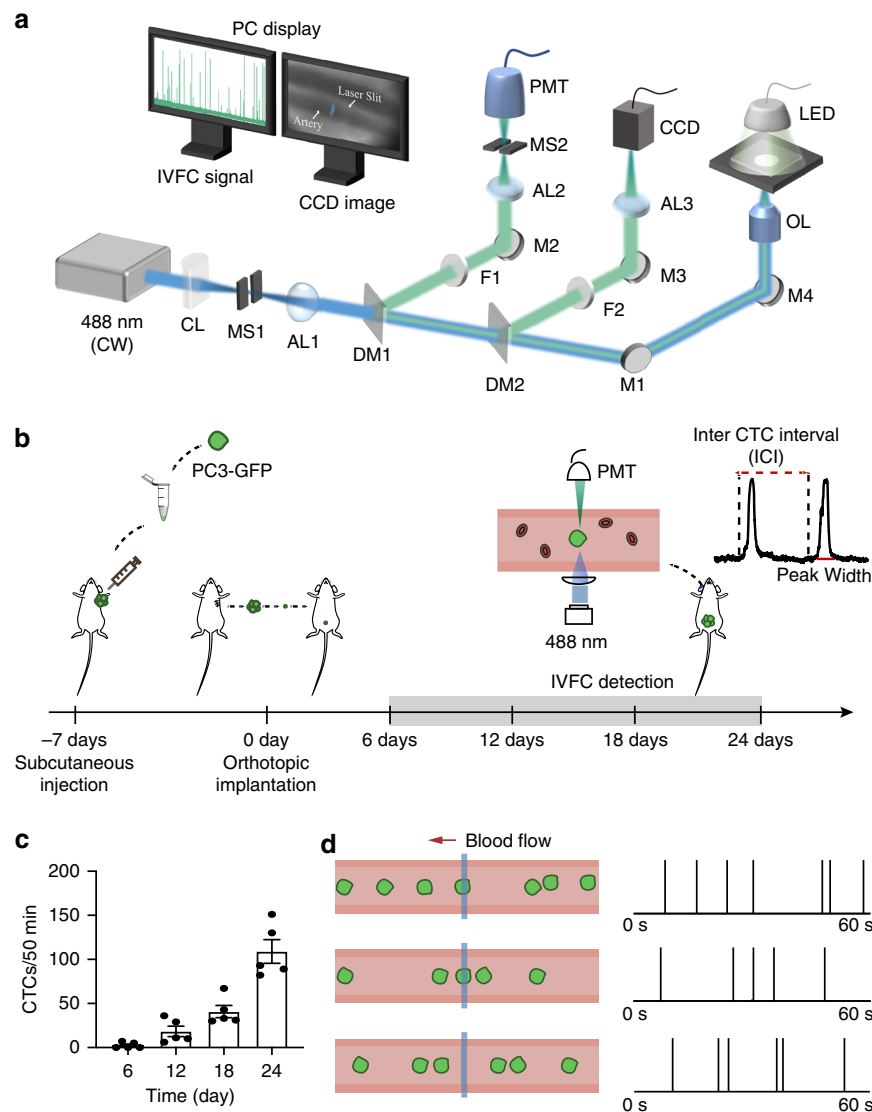 a
PC display
Laser Slit
Artery
IVFC signal
CCD image
PMT
MS2
AL2
M2
F1
CCD
AL3
M3
F2
LED
OL
M4
488 nm
(CW)
CL
MS1
AL1
DM1
DM2
M1
b
PC3-GFP
PMT
488 nm
Inter CTC interval
(ICI)
Peak Width
IVFC detection
–7 days
Subcutaneous
injection
0 day
Orthotopic
implantation
6 days
12 days
18 days
24 days
c
CTCs/50 min
200
150
100
50
0
6
12
18
24
Time (day)
d
Blood flow
0 s
60 s
0 s
60 s
0 s
60 s